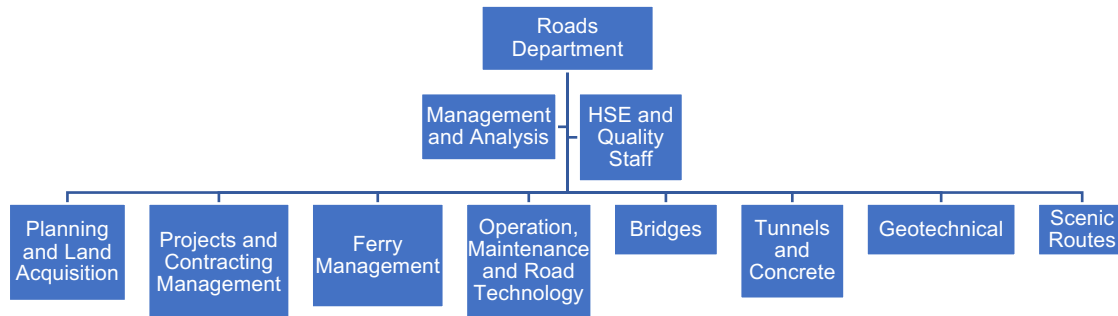 Roads
Department
Management
and Analysis
HSE and
Quality
Staff
Planning
and Land
Acquisition
Projects and
Contracting
Management
Ferry
Management
Operation,
Maintenance
and Road
Technology
Bridges
Tunnels
and
Concrete
Geotechnical
Scenic
Routes